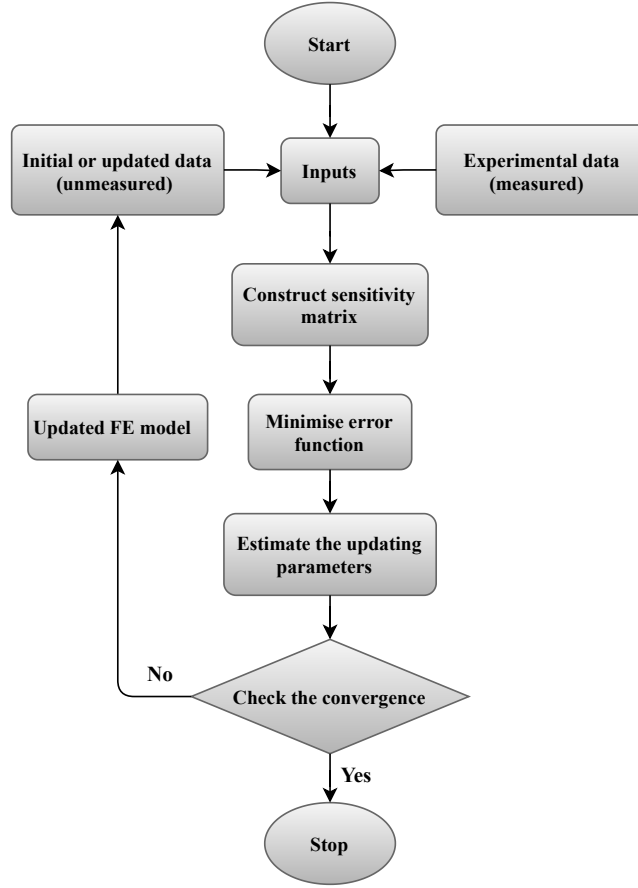 Start
Initial or updated data
(unmeasured)
Inputs
Experimental data
(measured)
Construct sensitivity
matrix
Updated FE model
Minimise error
function
Estimate the updating
parameters
No
Check the convergence
Yes
Stop